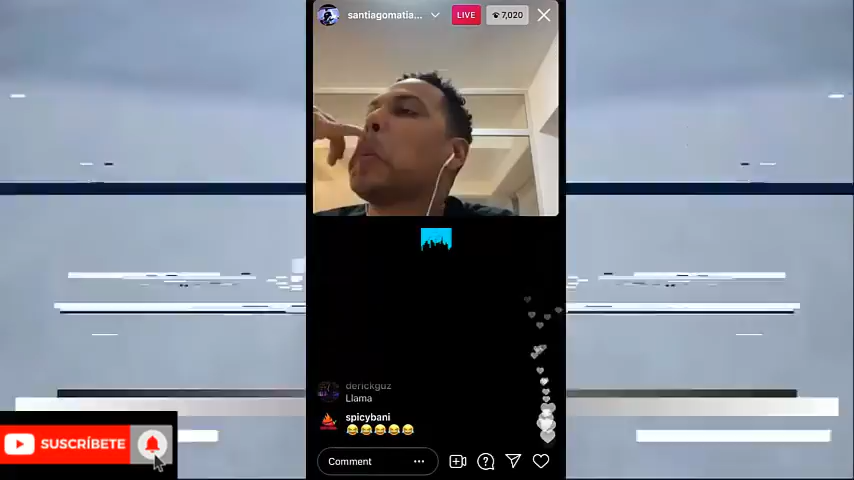 santiagomatia...
LIVE
7,020
derickguz
Llama
spicybani
😂😂😂😂😂
Comment
SUSCRÍBETE